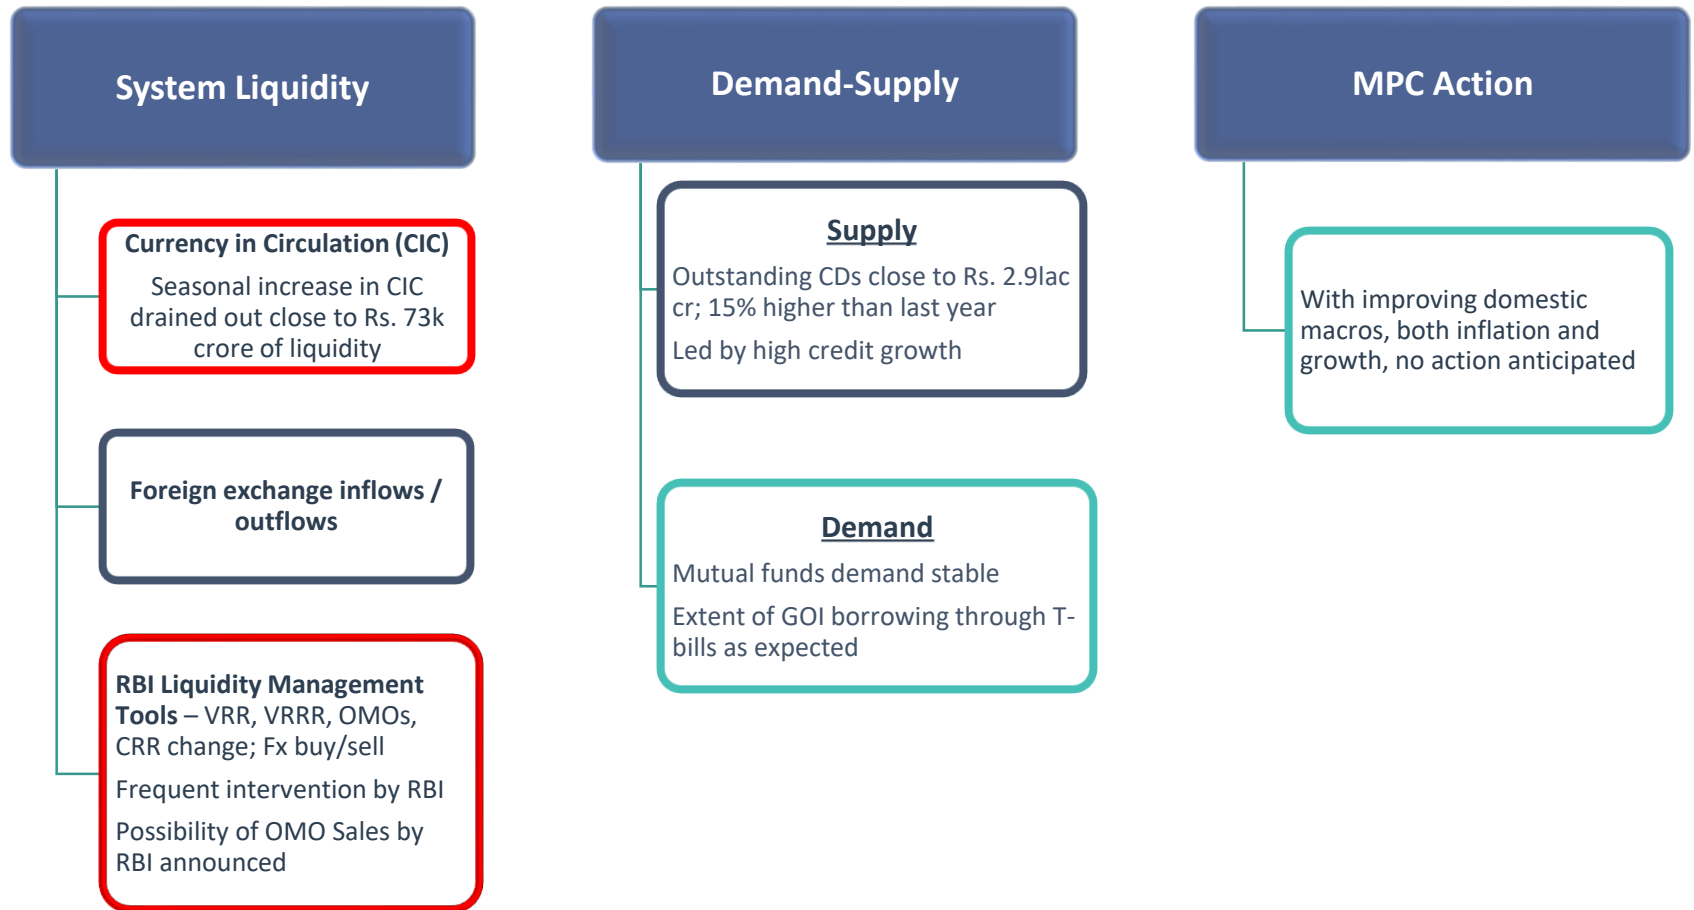 System Liquidity
Currency in Circulation (CIC)
Seasonal increase in CIC
drained out close to Rs. 73k
crore of liquidity
Foreign exchange inflows /
outflows
RBI Liquidity Management
Tools – VRR, VRRR, OMOs,
CRR change; Fx buy/sell
Frequent intervention by RBI
Possibility of OMO Sales by
RBI announced
Demand-Supply
Supply
Outstanding CDs close to Rs. 2.9lac
cr; 15% higher than last year
Led by high credit growth
Demand
Mutual funds demand stable
Extent of GOI borrowing through T-
bills as expected
MPC Action
With improving domestic
macros, both inflation and
growth, no action anticipated